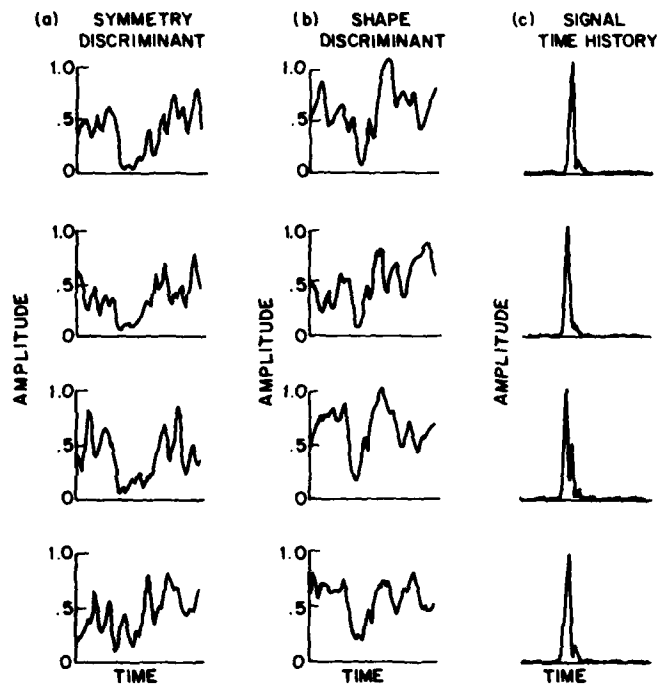 (a) SYMMETRY DISCRIMINANT
(b) SHAPE DISCRIMINANT
(c) SIGNAL TIME HISTORY
1.0
.5
0
1.0
.5
0
1.0
.5
0
1.0
.5
0
1.0
.5
0
1.0
.5
0
1.0
.5
0
1.0
.5
0
AMPLITUDE
AMPLITUDE
AMPLITUDE
TIME
TIME
TIME